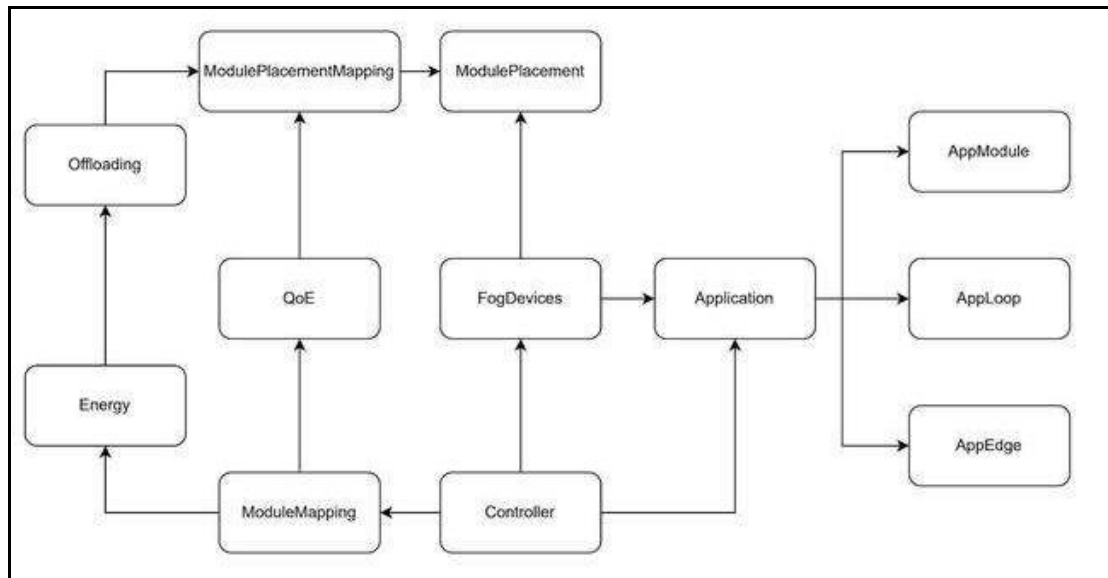 ModulePlacementMapping
ModulePlacement
Offloading
AppModule
QoE
FogDevices
Application
AppLoop
Energy
AppEdge
ModuleMapping
Controller